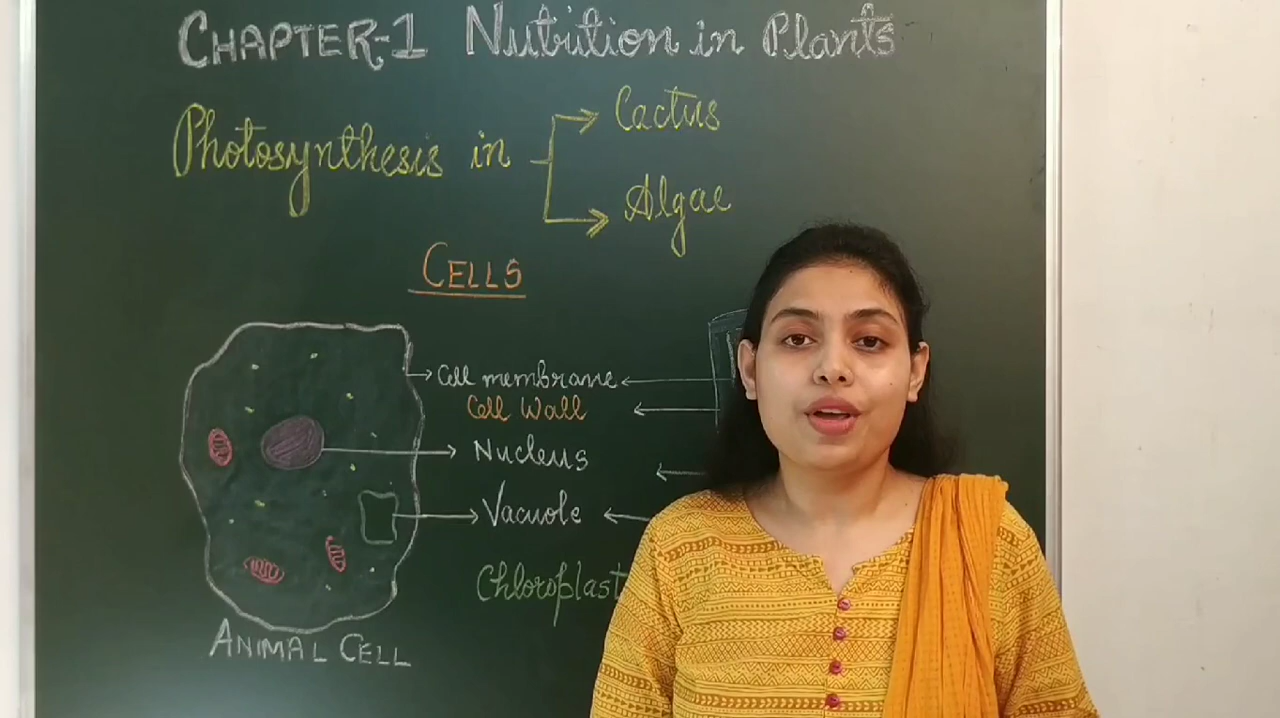 CHAPTER-1 Nutrition in Plants
Photosynthesis in
Cactus
Algae
CELLS
Cell membrane
Cell Wall
Nucleus
Vacuole
Chloroplast
ANIMAL CELL